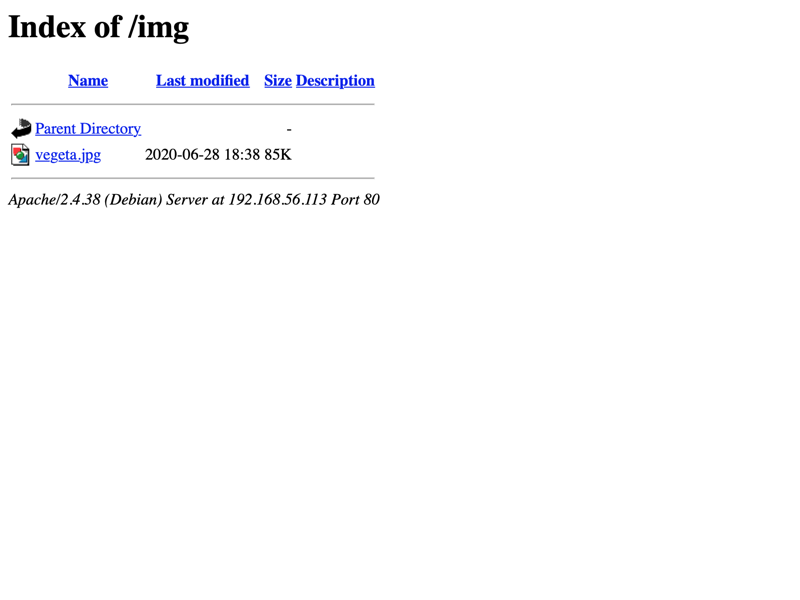 Index of /img
Name Last modified Size Description
Parent Directory -
vegeta.jpg 2020-06-28 18:38 85K
Apache/2.4.38 (Debian) Server at 192.168.56.113 Port 80